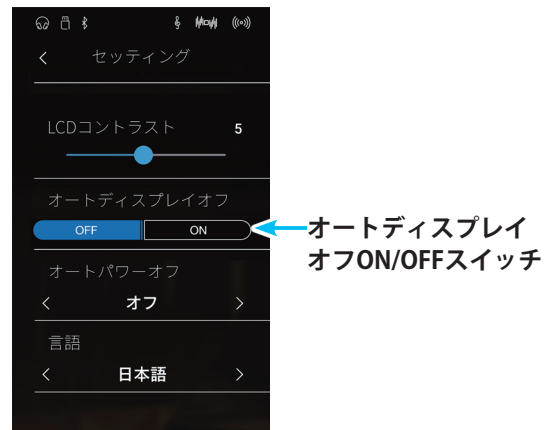 セッティング
LCDコントラスト 5
オートディスプレイオフ
OFF ON
オートディスプレイ
オフON/OFFスイッチ
オートパワーオフ
オフ
言語
日本語